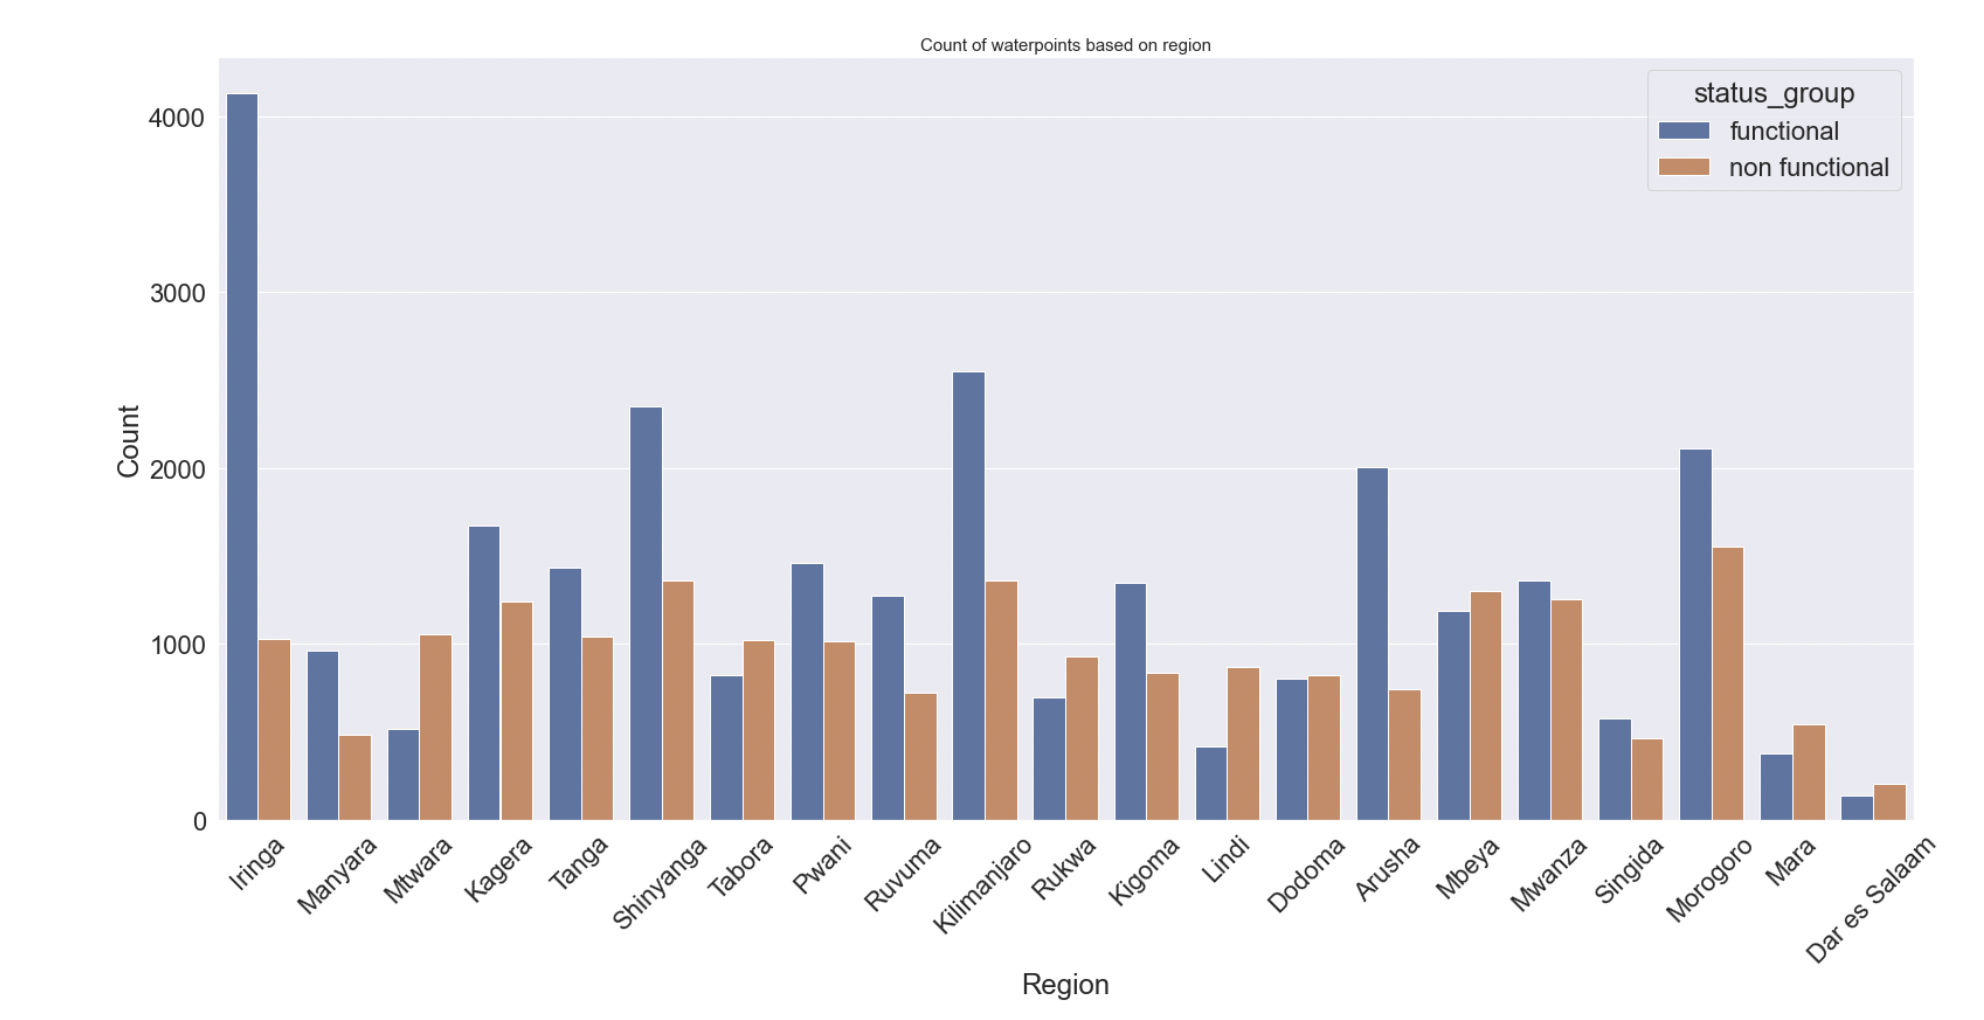 Count of waterpoints based on region
status_group
functional
non functional
Count
4000
3000
2000
1000
0
Iringa
Manyara
Mtwara
Kagera
Tanga
Shinyanga
Tabora
Pwani
Ruvuma
Kilimanjaro
Rukwa
Kigoma
Lindi
Dodoma
Arusha
Mbeya
Mwanza
Singida
Morogoro
Mara
Dar es Salaam
Region